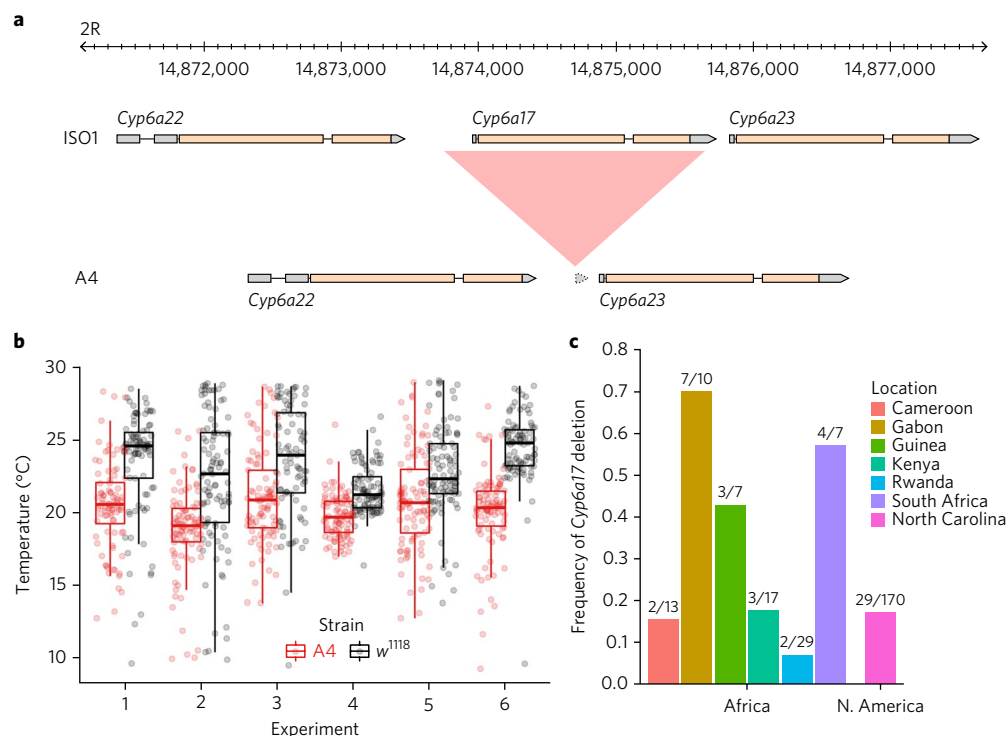 a
2R
14,872,000 14,873,000 14,874,000 14,875,000 14,876,000 14,877,000
Cyp6a22 Cyp6a17 Cyp6a23
ISO1
A4
Cyp6a22 Cyp6a23
b
30
25
20
15
10
Temperature (°C)
Strain
A4 w1118
1 2 3 4 5 6
Experiment
c
0.8
0.7
0.6
0.5
0.4
0.3
0.2
0.1
0.0
Frequency of Cyp6a17 deletion
2/13
7/10
3/7
3/17
2/29
4/7
29/170
Africa N. America
Location
Cameroon
Gabon
Guinea
Kenya
Rwanda
South Africa
North Carolina